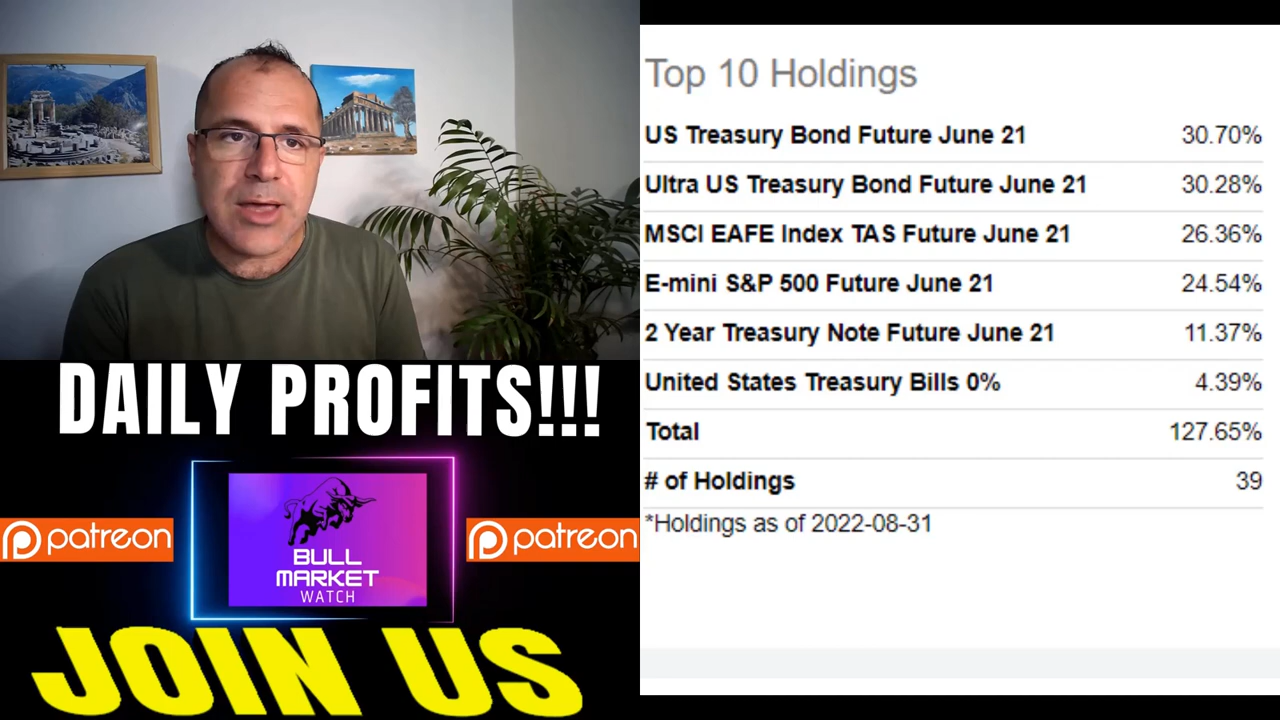 DAILY PROFITS!!!
patreon
BULL
MARKET
WATCH
patreon
JOIN US
Top 10 Holdings
US Treasury Bond Future June 21 30.70%
Ultra US Treasury Bond Future June 21 30.28%
MSCI EAFE Index TAS Future June 21 26.36%
E-mini S&P 500 Future June 21 24.54%
2 Year Treasury Note Future June 21 11.37%
United States Treasury Bills 0% 4.39%
Total 127.65%
# of Holdings 39
*Holdings as of 2022-08-31